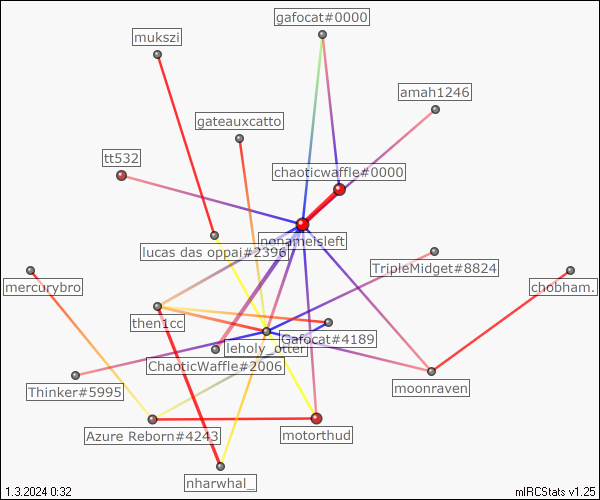 gafocat#0000
mukszi
amah1246
gateauxcatto
tt532
chaoticwaffle#0000
nonameisleft
lucas das oppai#2396
TripleMidget#8824
mercurybro
chobham.
then1cc
Gafocat#4189
leholy_otter
ChaoticWaffle#2006
Thinker#5995
moonraven
Azure Reborn#4243
motorthud
nharwhal_
1.3.2024 0:32
mIRCStats v1.25